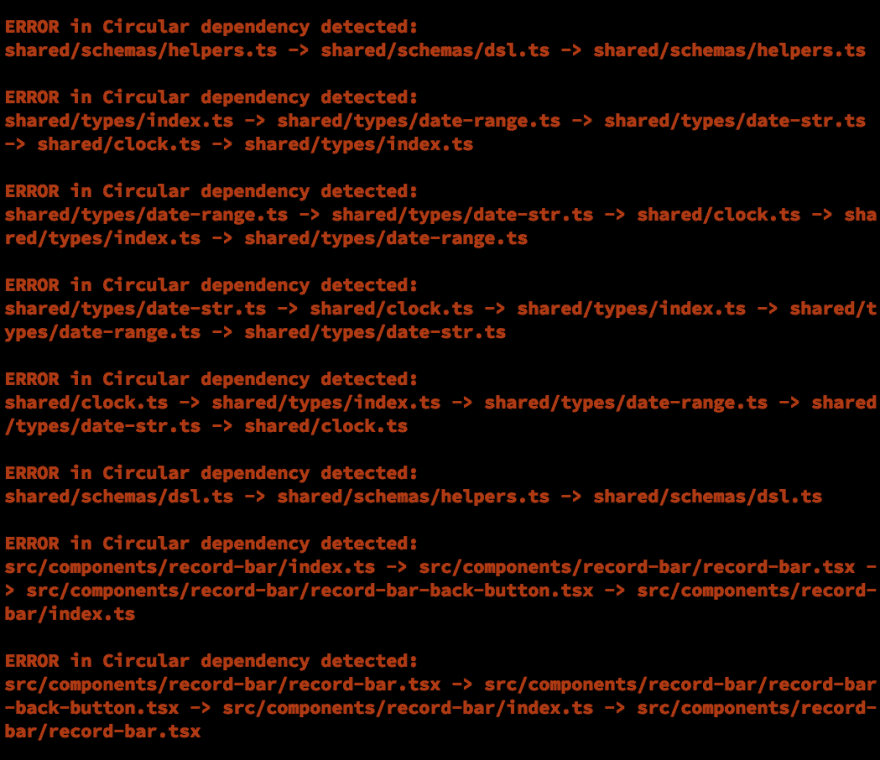 ERROR in Circular dependency detected:
shared/schemas/helpers.ts -> shared/schemas/dsl.ts -> shared/schemas/helpers.ts
ERROR in Circular dependency detected:
shared/types/index.ts -> shared/types/date-range.ts -> shared/types/date-str.ts
-> shared/clock.ts -> shared/types/index.ts
ERROR in Circular dependency detected:
shared/types/date-range.ts -> shared/types/date-str.ts -> shared/clock.ts -> sha
red/types/index.ts -> shared/types/date-range.ts
ERROR in Circular dependency detected:
shared/types/date-str.ts -> shared/clock.ts -> shared/types/index.ts -> shared/t
ypes/date-range.ts -> shared/types/date-str.ts
ERROR in Circular dependency detected:
shared/clock.ts -> shared/types/index.ts -> shared/types/date-range.ts -> shared
/types/date-str.ts -> shared/clock.ts
ERROR in Circular dependency detected:
shared/schemas/dsl.ts -> shared/schemas/helpers.ts -> shared/schemas/dsl.ts
ERROR in Circular dependency detected:
src/components/record-bar/index.ts -> src/components/record-bar/record-bar.tsx -
> src/components/record-bar/record-bar-back-button.tsx -> src/components/record-
bar/index.ts
ERROR in Circular dependency detected:
src/components/record-bar/record-bar.tsx -> src/components/record-bar/record-bar
-back-button.tsx -> src/components/record-bar/index.ts -> src/components/record-
bar/record-bar.tsx